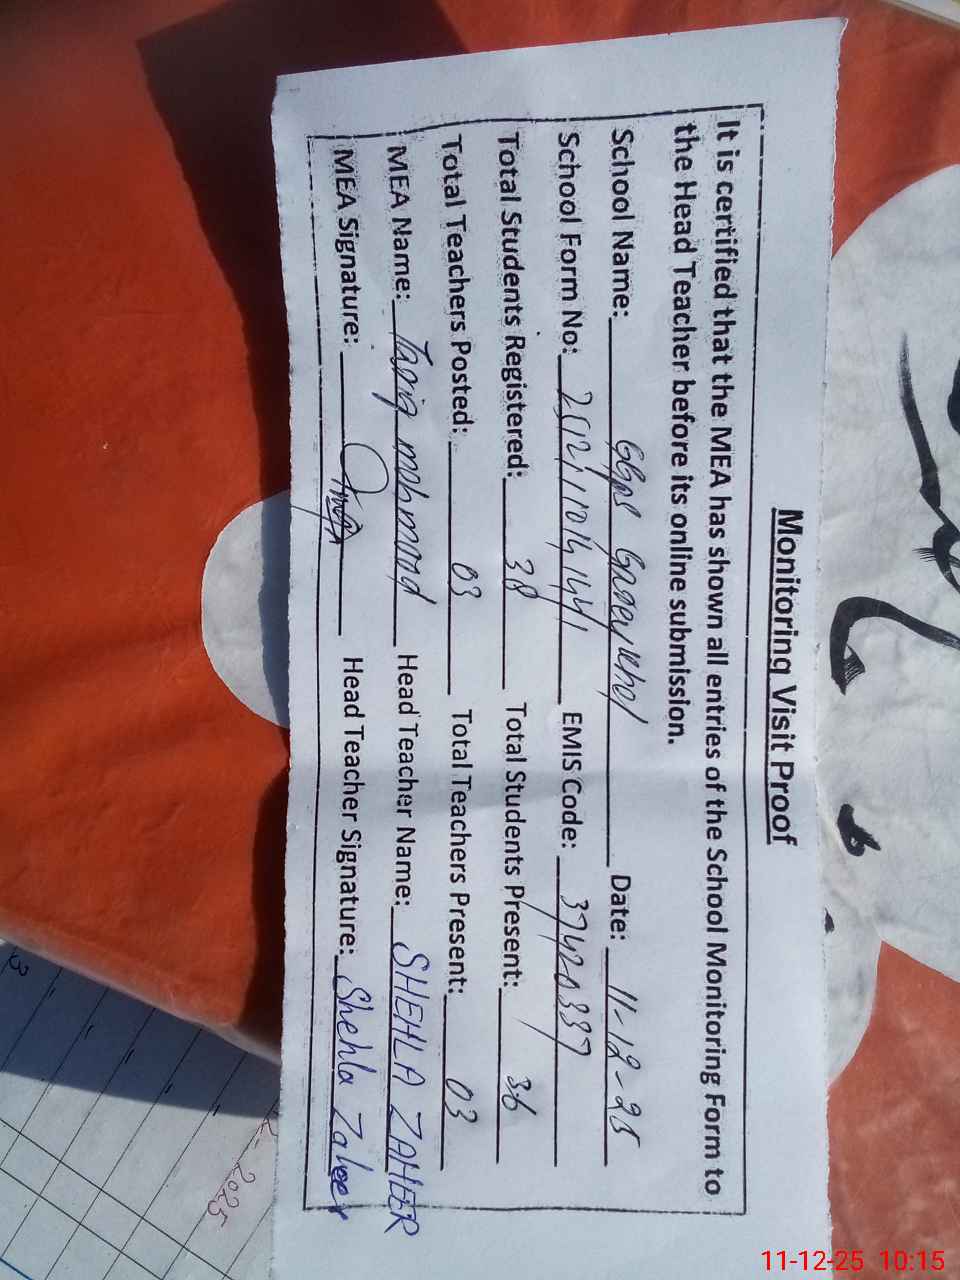 Monitoring Visit Proof
It is certified that the MEA has shown all entries of the School Monitoring Form to
the Head Teacher before its online submission.
School Name: GGPS Date: 11-12-25
School Form No: EMIS Code: 37420337
Total Students Registered: 38 Total Students Present: 36
Total Teachers Posted: 03 Total Teachers Present: 03
MEA Name: Tariq mehmood Head Teacher Name: SHEHLA ZAHEER
MEA Signature: Head Teacher Signature: Shehla Zaheer
2025
11-12-25 10:15